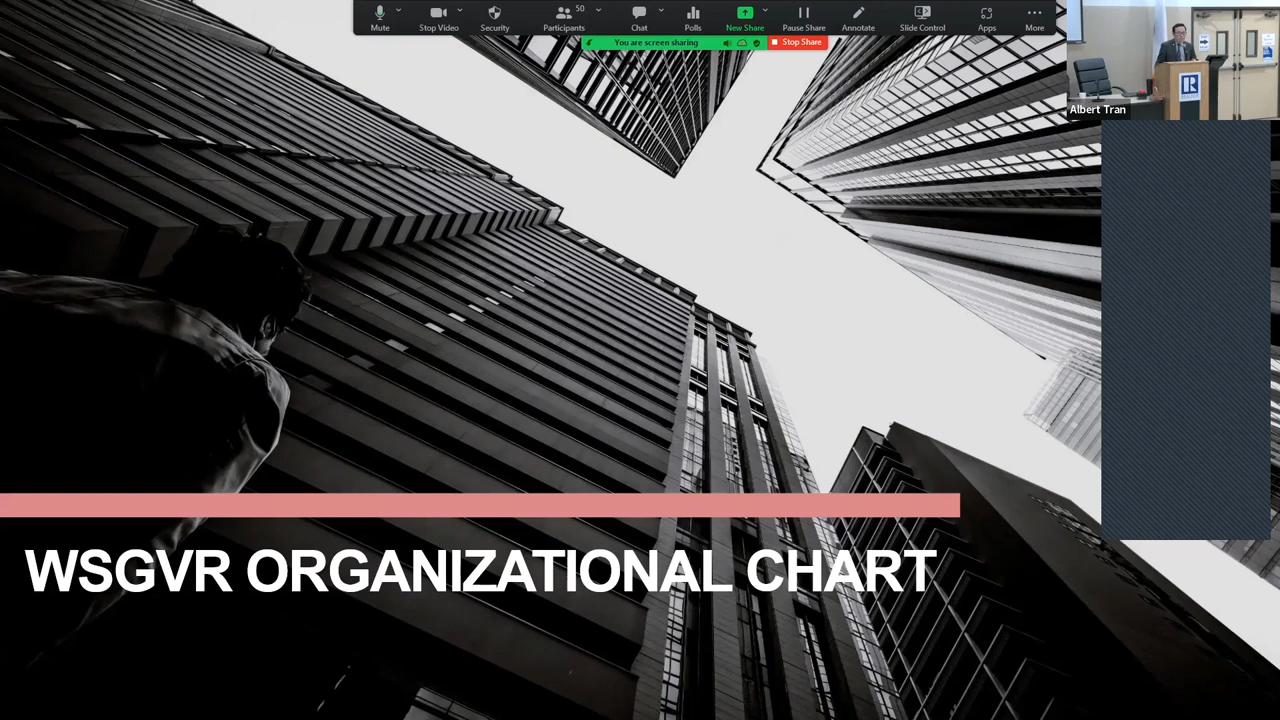 Mute
Stop Video
Security
Participants
50
Chat
Polls
New Share
Pause Share
Annotate
Slide Control
Apps
More
You are screen sharing
Stop Share
R
Albert Tran
WSGVR ORGANIZATIONAL CHART